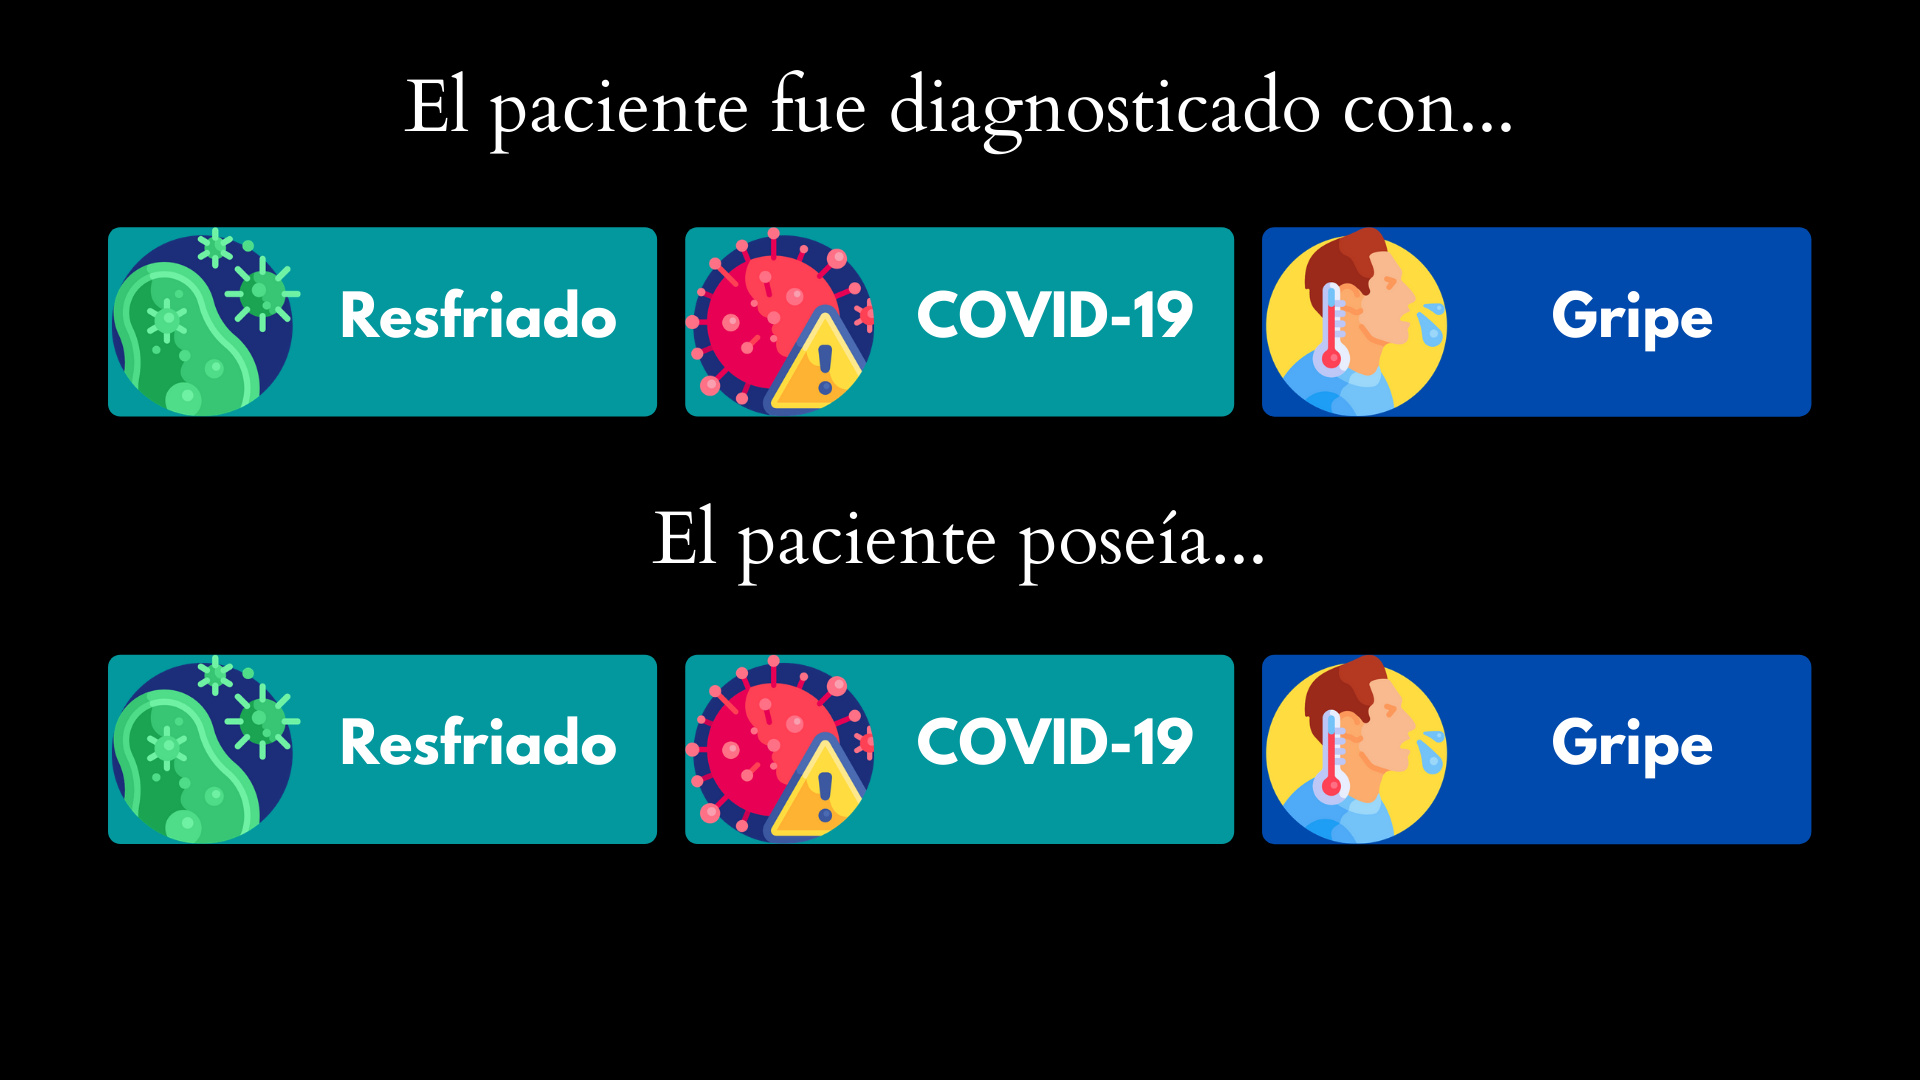 El paciente fue diagnosticado con...
Resfriado
COVID-19
Gripe
El paciente poseía...
Resfriado
COVID-19
Gripe